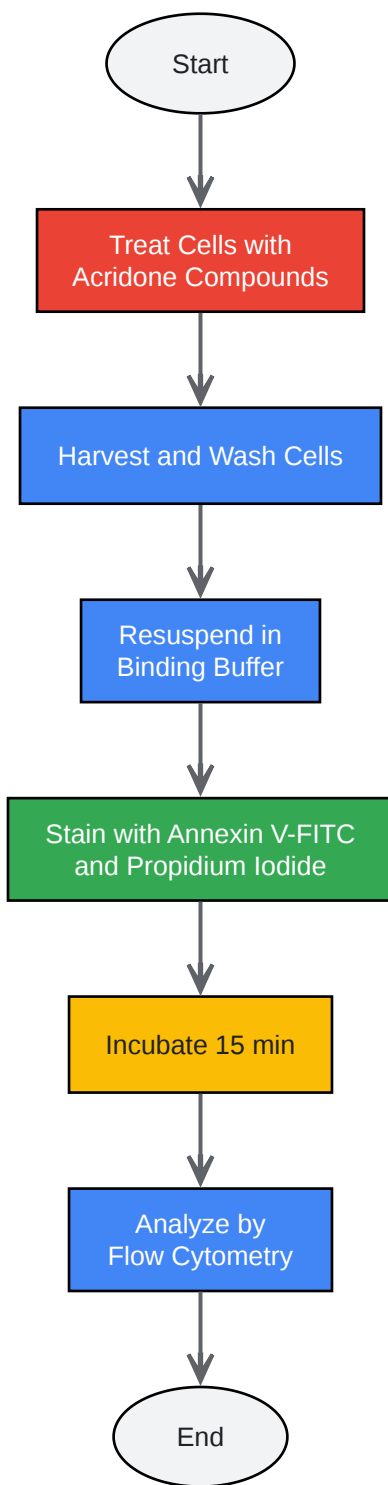 Start
Treat Cells with
Acridone Compounds
Harvest and Wash Cells
Resuspend in
Binding Buffer
Stain with Annexin V-FITC
and Propidium Iodide
Incubate 15 min
Analyze by
Flow Cytometry
End